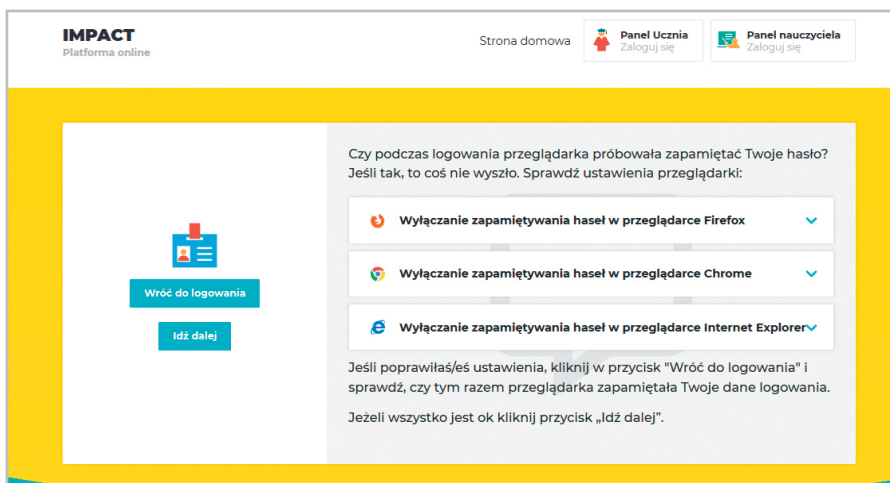 IMPACT
Platforma online
Strona domowa
Panel Ucznia
Zaloguj się
Panel nauczyciela
Zaloguj się
Wróć do logowania
Idź dalej
Czy podczas logowania przeglądarka próbowała zapamiętać Twoje hasło?
Jeśli tak, to coś nie wyszło. Sprawdź ustawienia przeglądarki:
Wyłączanie zapamiętywania haseł w przeglądarce Firefox
Wyłączanie zapamiętywania haseł w przeglądarce Chrome
Wyłączanie zapamiętywania haseł w przeglądarce Internet Explorer
Jeśli poprawiłaś/eś ustawienia, kliknij w przycisk "Wróć do logowania" i
sprawdź, czy tym razem przeglądarka zapamiętała Twoje dane logowania.
Jeżeli wszystko jest ok kliknij przycisk „Idź dalej”.